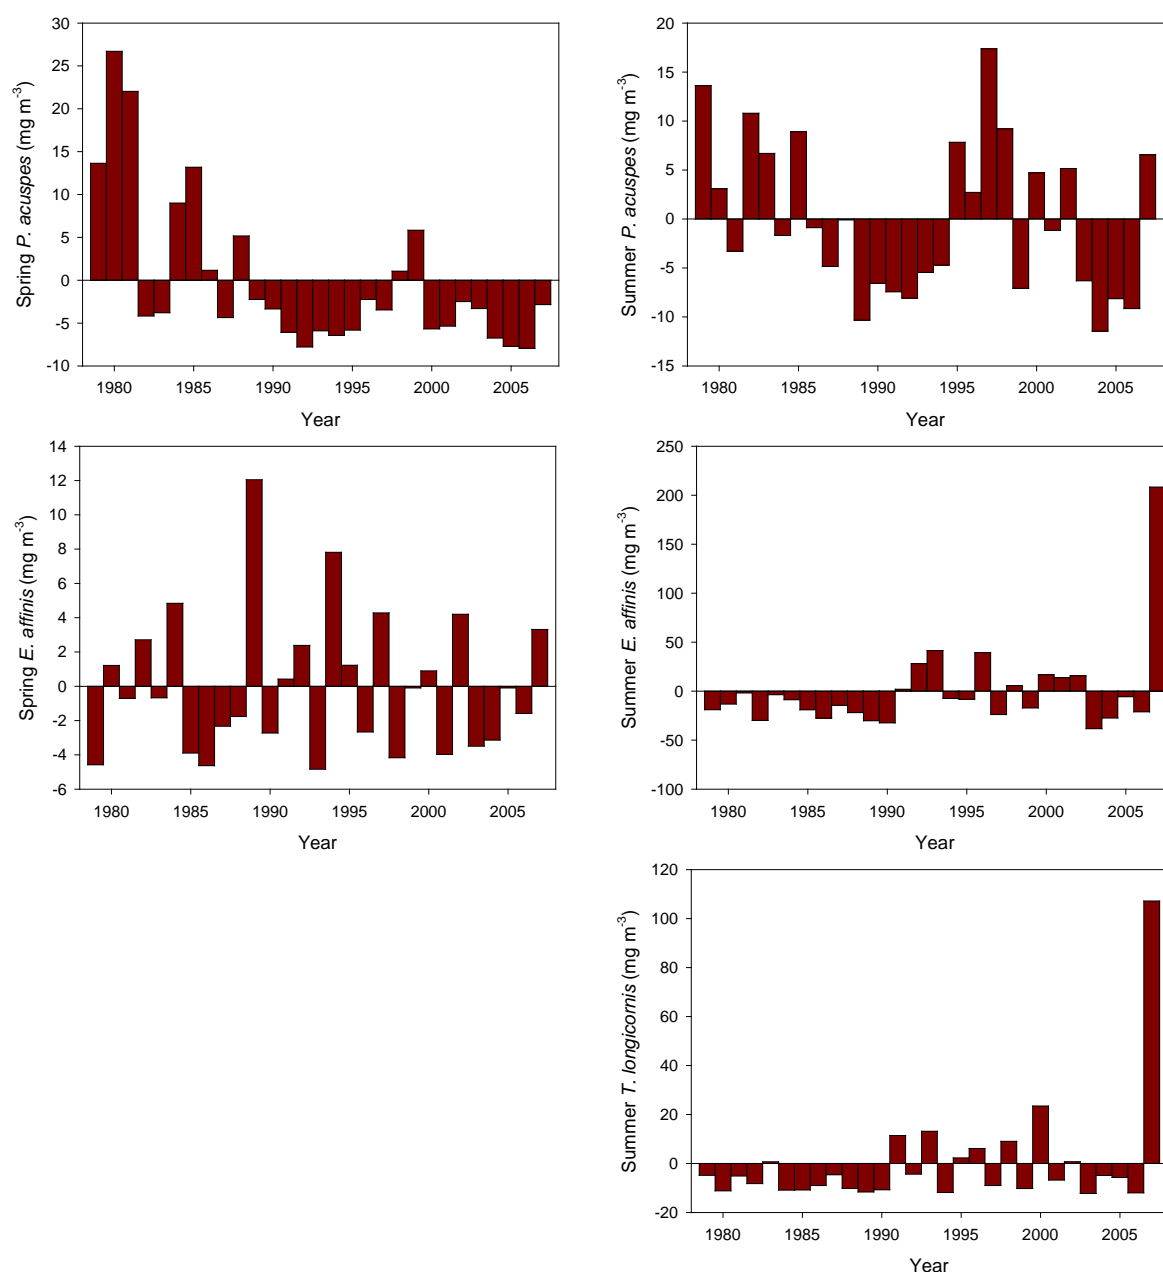 Spring P. acuspes (mg m-3)
30
25
20
15
10
5
0
-5
-10
1980 1985 1990 1995 2000 2005
Year
Summer P. acuspes (mg m-3)
20
15
10
5
0
-5
-10
-15
1980 1985 1990 1995 2000 2005
Year
Spring E. affinis (mg m-3)
14
12
10
8
6
4
2
0
-2
-4
-6
1980 1985 1990 1995 2000 2005
Year
Summer E. affinis (mg m-3)
250
200
150
100
50
0
-50
-100
1980 1985 1990 1995 2000 2005
Year
Summer T. longicornis (mg m-3)
120
100
80
60
40
20
0
-20
1980 1985 1990 1995 2000 2005
Year